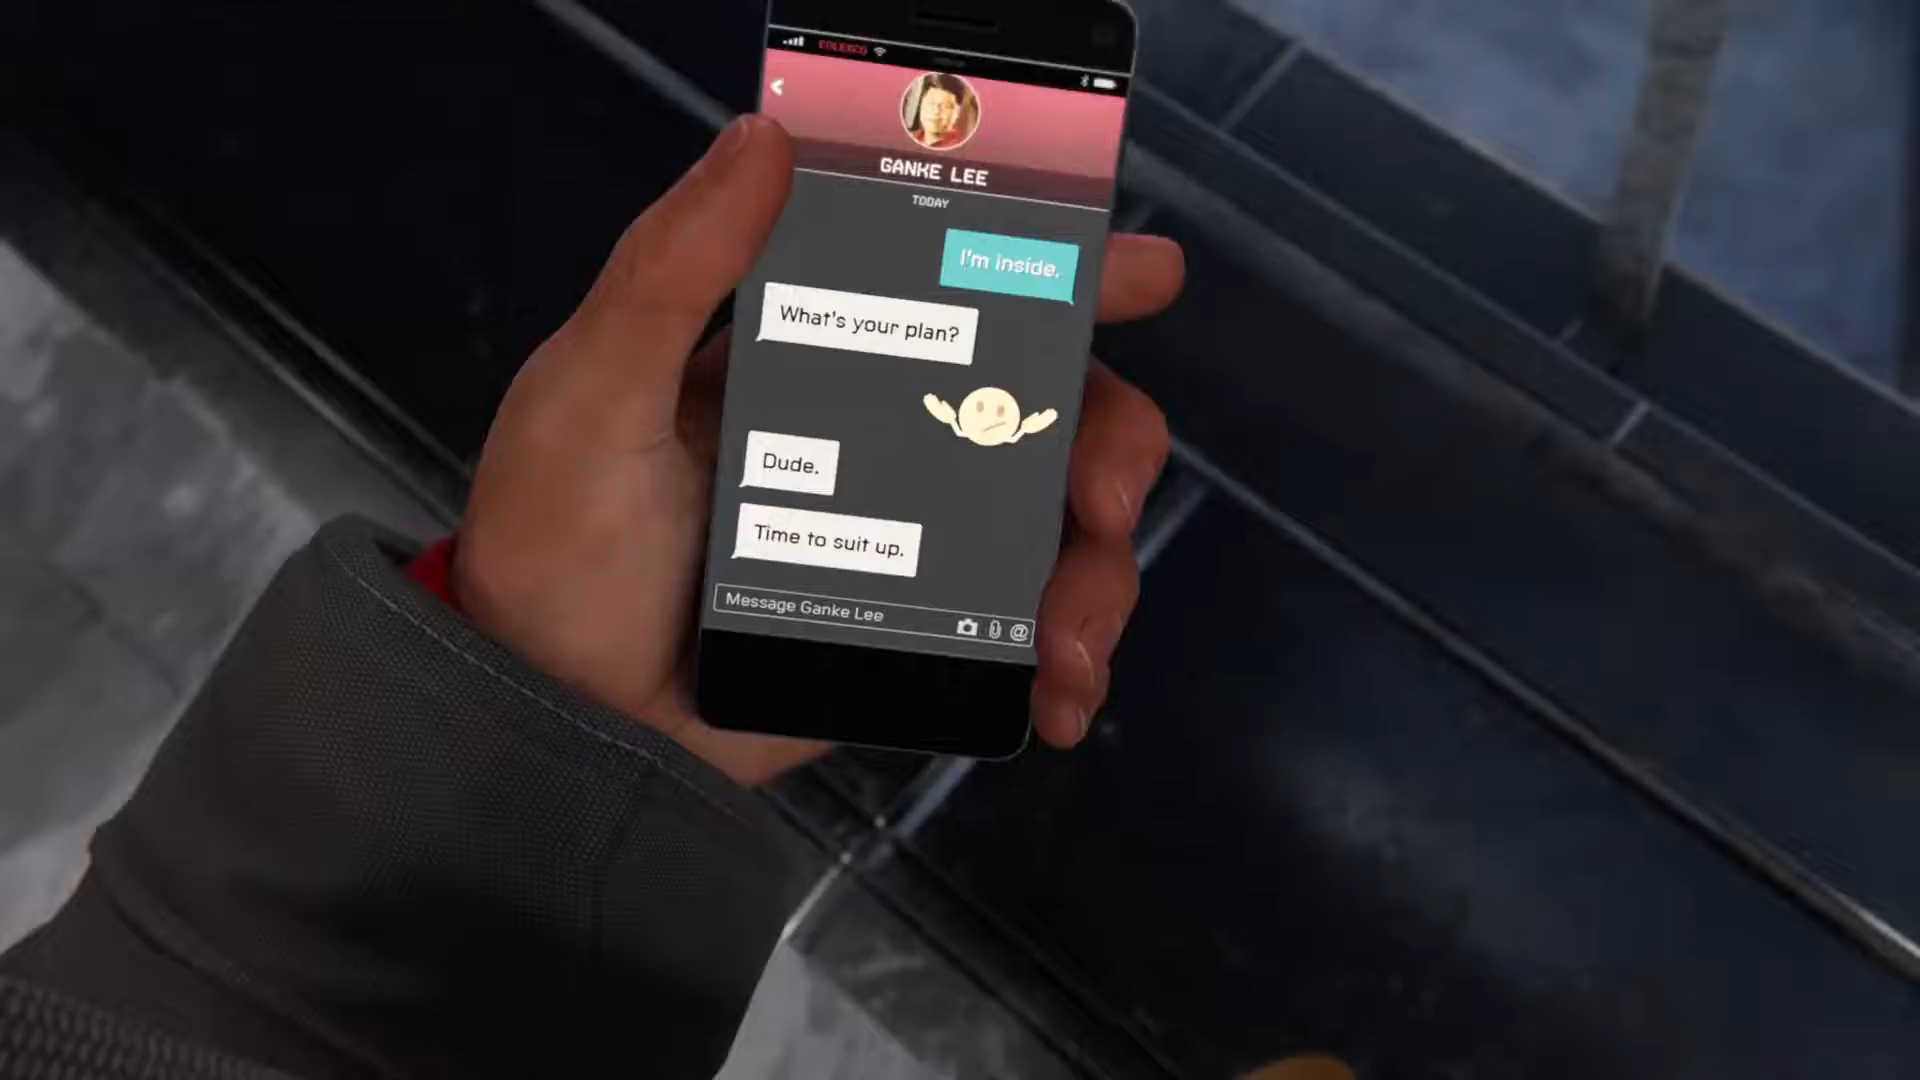 GANKE LEE
TODAY
I'm inside.
What's your plan?
Dude.
Time to suit up.
Message Ganke Lee
@